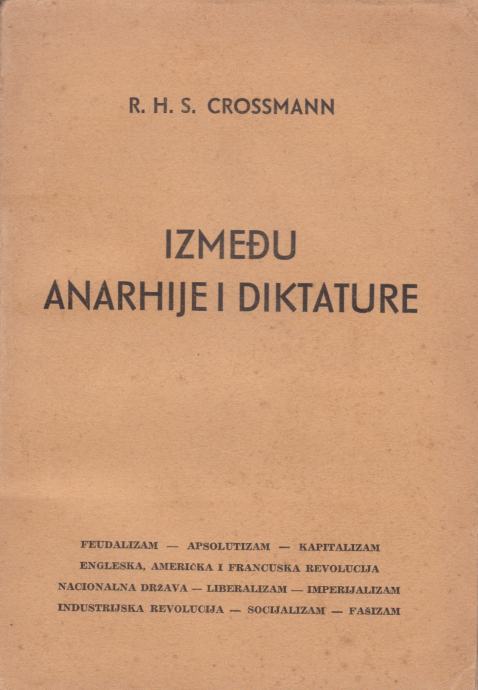 R. H. S. CROSSMANN
IZMEĐU
ANARHIJE I DIKTATURE
FEUDALIZAM — APSOLUTIZAM — KAPITALIZAM
ENGLESKA, AMERIČKA I FRANCUSKA REVOLUCIJA
NACIONALNA DRŽAVA — LIBERALIZAM — IMPERIJALIZAM
INDUSTRIJSKA REVOLUCIJA — SOCIJALIZAM — FAŠIZAM